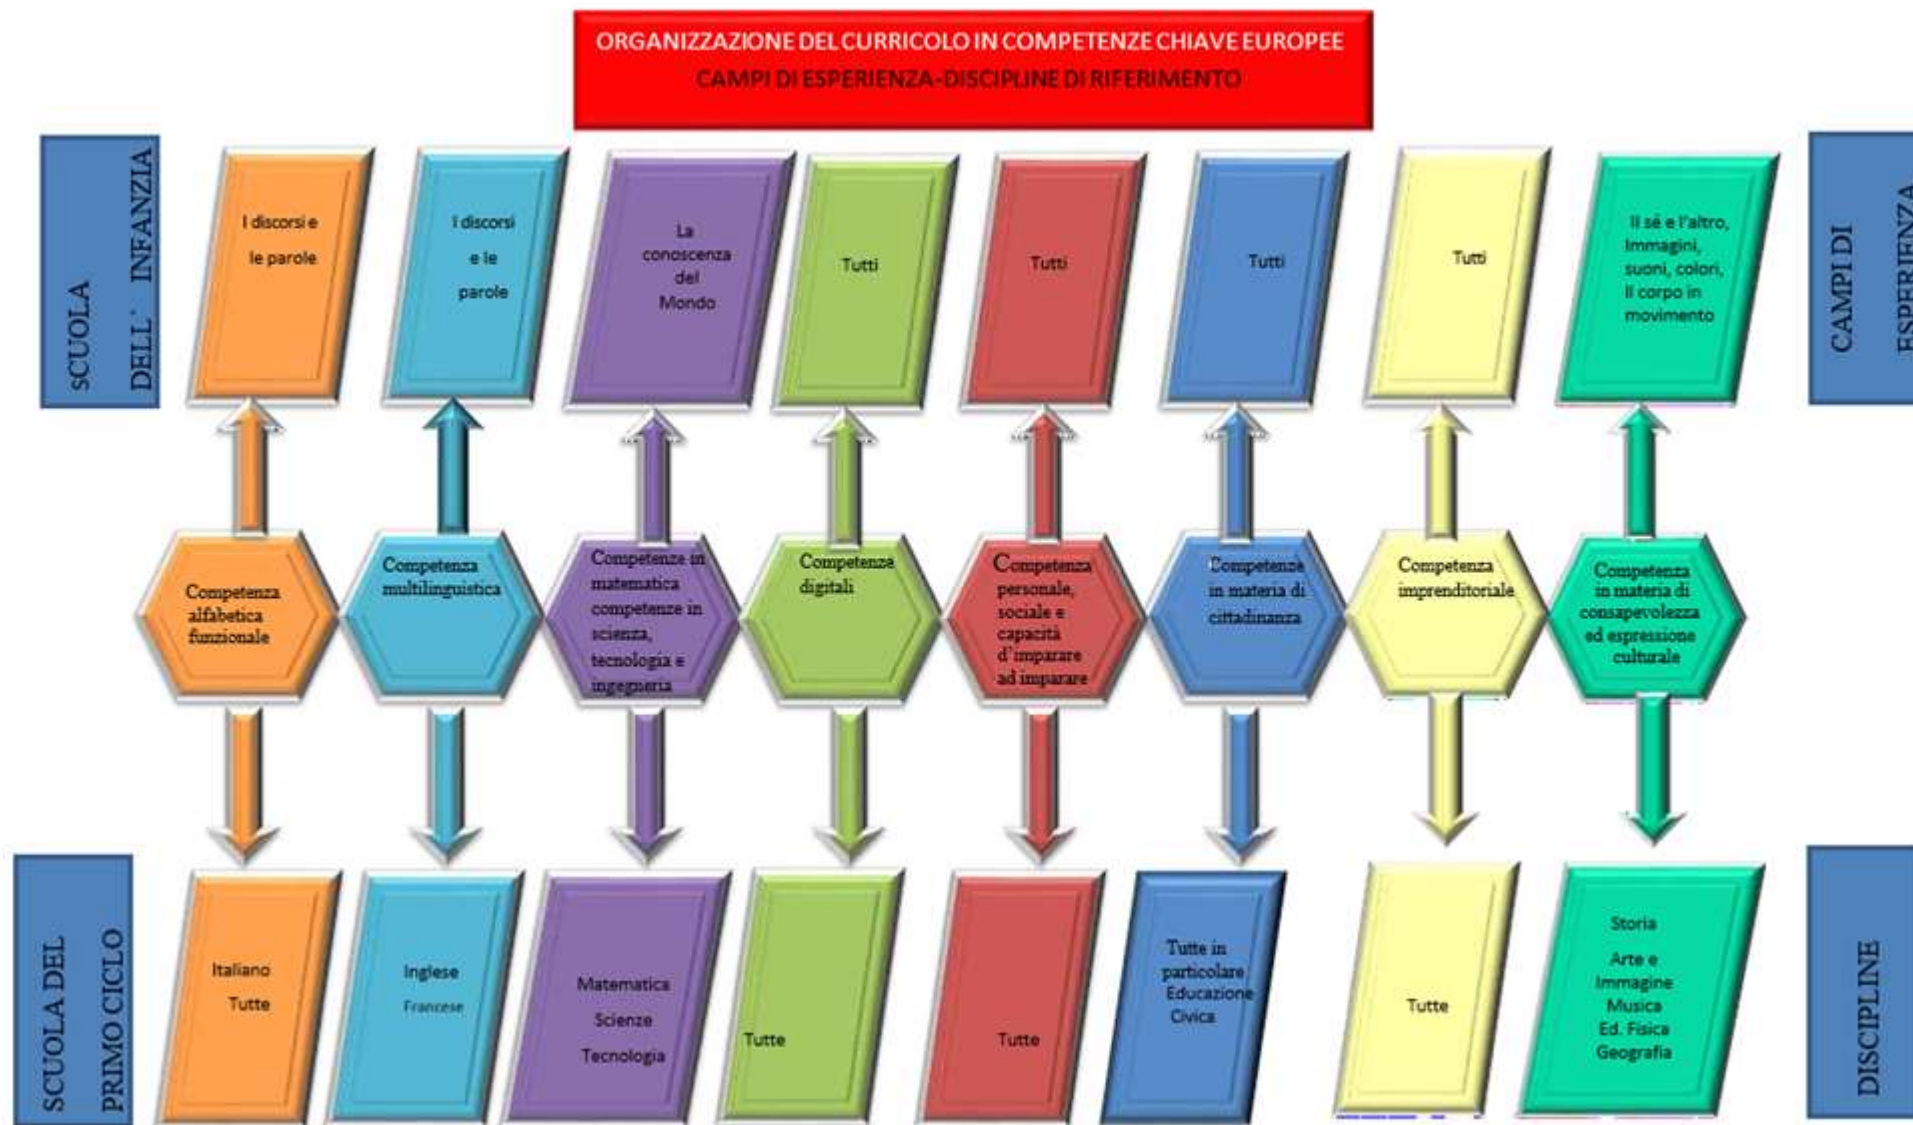 ORGANIZZAZIONE DEL CURRICOLO IN COMPETENZE CHIAVE EUROPEE
CAMPI DI ESPERIENZA-DISCIPLINE DI RIFERIMENTO
sCUOLA
DELL` INFANZIA
I discorsi e
le parole
I discorsi
e le
parole
La
conoscenza
del
Mondo
Tutti
Tutti
Tutti
Tutti
Il sé e l'altro,
Immagini,
suoni, colori,
Il corpo in
movimento
CAMPI DI
ESPERIENZA
Competenza
alfabetica
funzionale
Competenza
multilinguistica
Competenze in
matematica
competenze in
scienza,
tecnologia e
ingegneria
Competenze
digitali
Competenza
personale,
sociale e
capacità
d'imparare
ad imparare
Competenze
in materia di
cittadinanza
Competenza
imprenditoriale
Competenza
in materia di
consapevolezza
ed espressione
culturale
SCUOLA DEL
PRIMO CICLO
Italiano
Tutte
Inglese
Francese
Matematica
Scienze
Tecnologia
Tutte
Tutte
Tutte in
particolare
Educazione
Civica
Tutte
Storia
Arte e
Immagine
Musica
Ed. Fisica
Geografia
DISCIPLINE